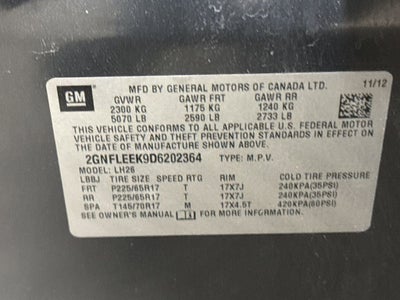 GM
MFD BY GENERAL MOTORS OF CANADA LTD. 11/12
GVWR GAWR FRT GAWR RR
2300 KG 1175 KG 1240 KG
5070 LB 2590 LB 2733 LB
THIS VEHICLE CONFORMS TO ALL APPLICABLE U.S. FEDERAL MOTOR
VEHICLE SAFETY AND THEFT PREVENTION STANDARDS IN EFFECT ON
THE DATE OF MANUFACTURE SHOWN ABOVE.
2GNFLEEK9D6202364 TYPE: M.P.V.
MODEL: LH26
LBBJ TIRE SIZE SPEED RTG RIM COLD TIRE PRESSURE
FRT P225/65R17 T 17X7J 240KPA(35PSI)
RR P225/65R17 T 17X7J 240KPA(35PSI)
SPA T145/70R17 M 17X4.5T 420KPA(60PSI)
SEE OWNER'S MANUAL FOR MORE INFORMATION.